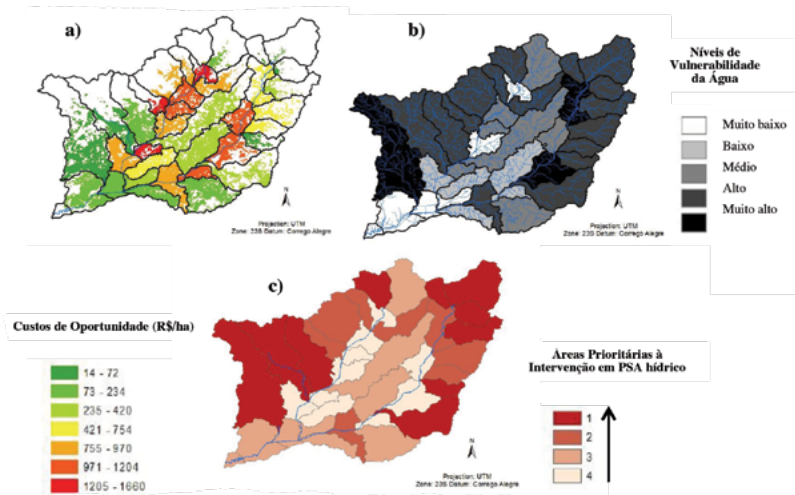 a)
N
Projection: UTM
Zone: 23S Datum: Corrego Alegre
b)
N
Projection: UTM
Zone: 23S Datum: Corrego Alegre
Níveis de
Vulnerabilidade
da Água
Muito baixo
Baixo
Médio
Alto
Muito alto
c)
N
Projection: UTM
Zone: 23S Datum: Corrego Alegre
Custos de Oportunidade (R$/ha)
14 - 72
73 - 234
235 - 420
421 - 754
755 - 970
971 - 1204
1205 - 1660
Áreas Prioritárias à
Intervenção em PSA hídrico
1
2
3
4